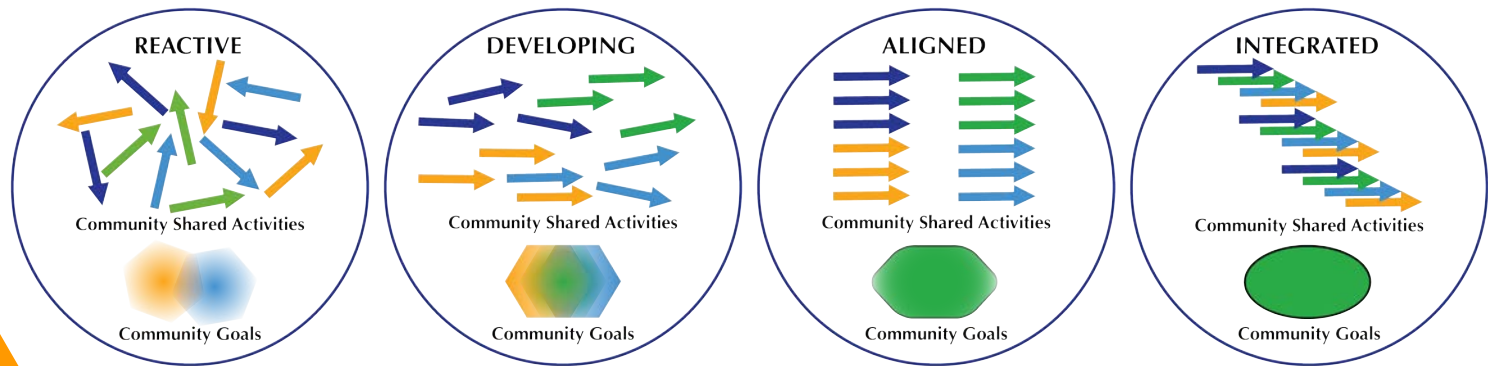 REACTIVE
Community Shared Activities
Community Goals
DEVELOPING
Community Shared Activities
Community Goals
ALIGNED
Community Shared Activities
Community Goals
INTEGRATED
Community Shared Activities
Community Goals